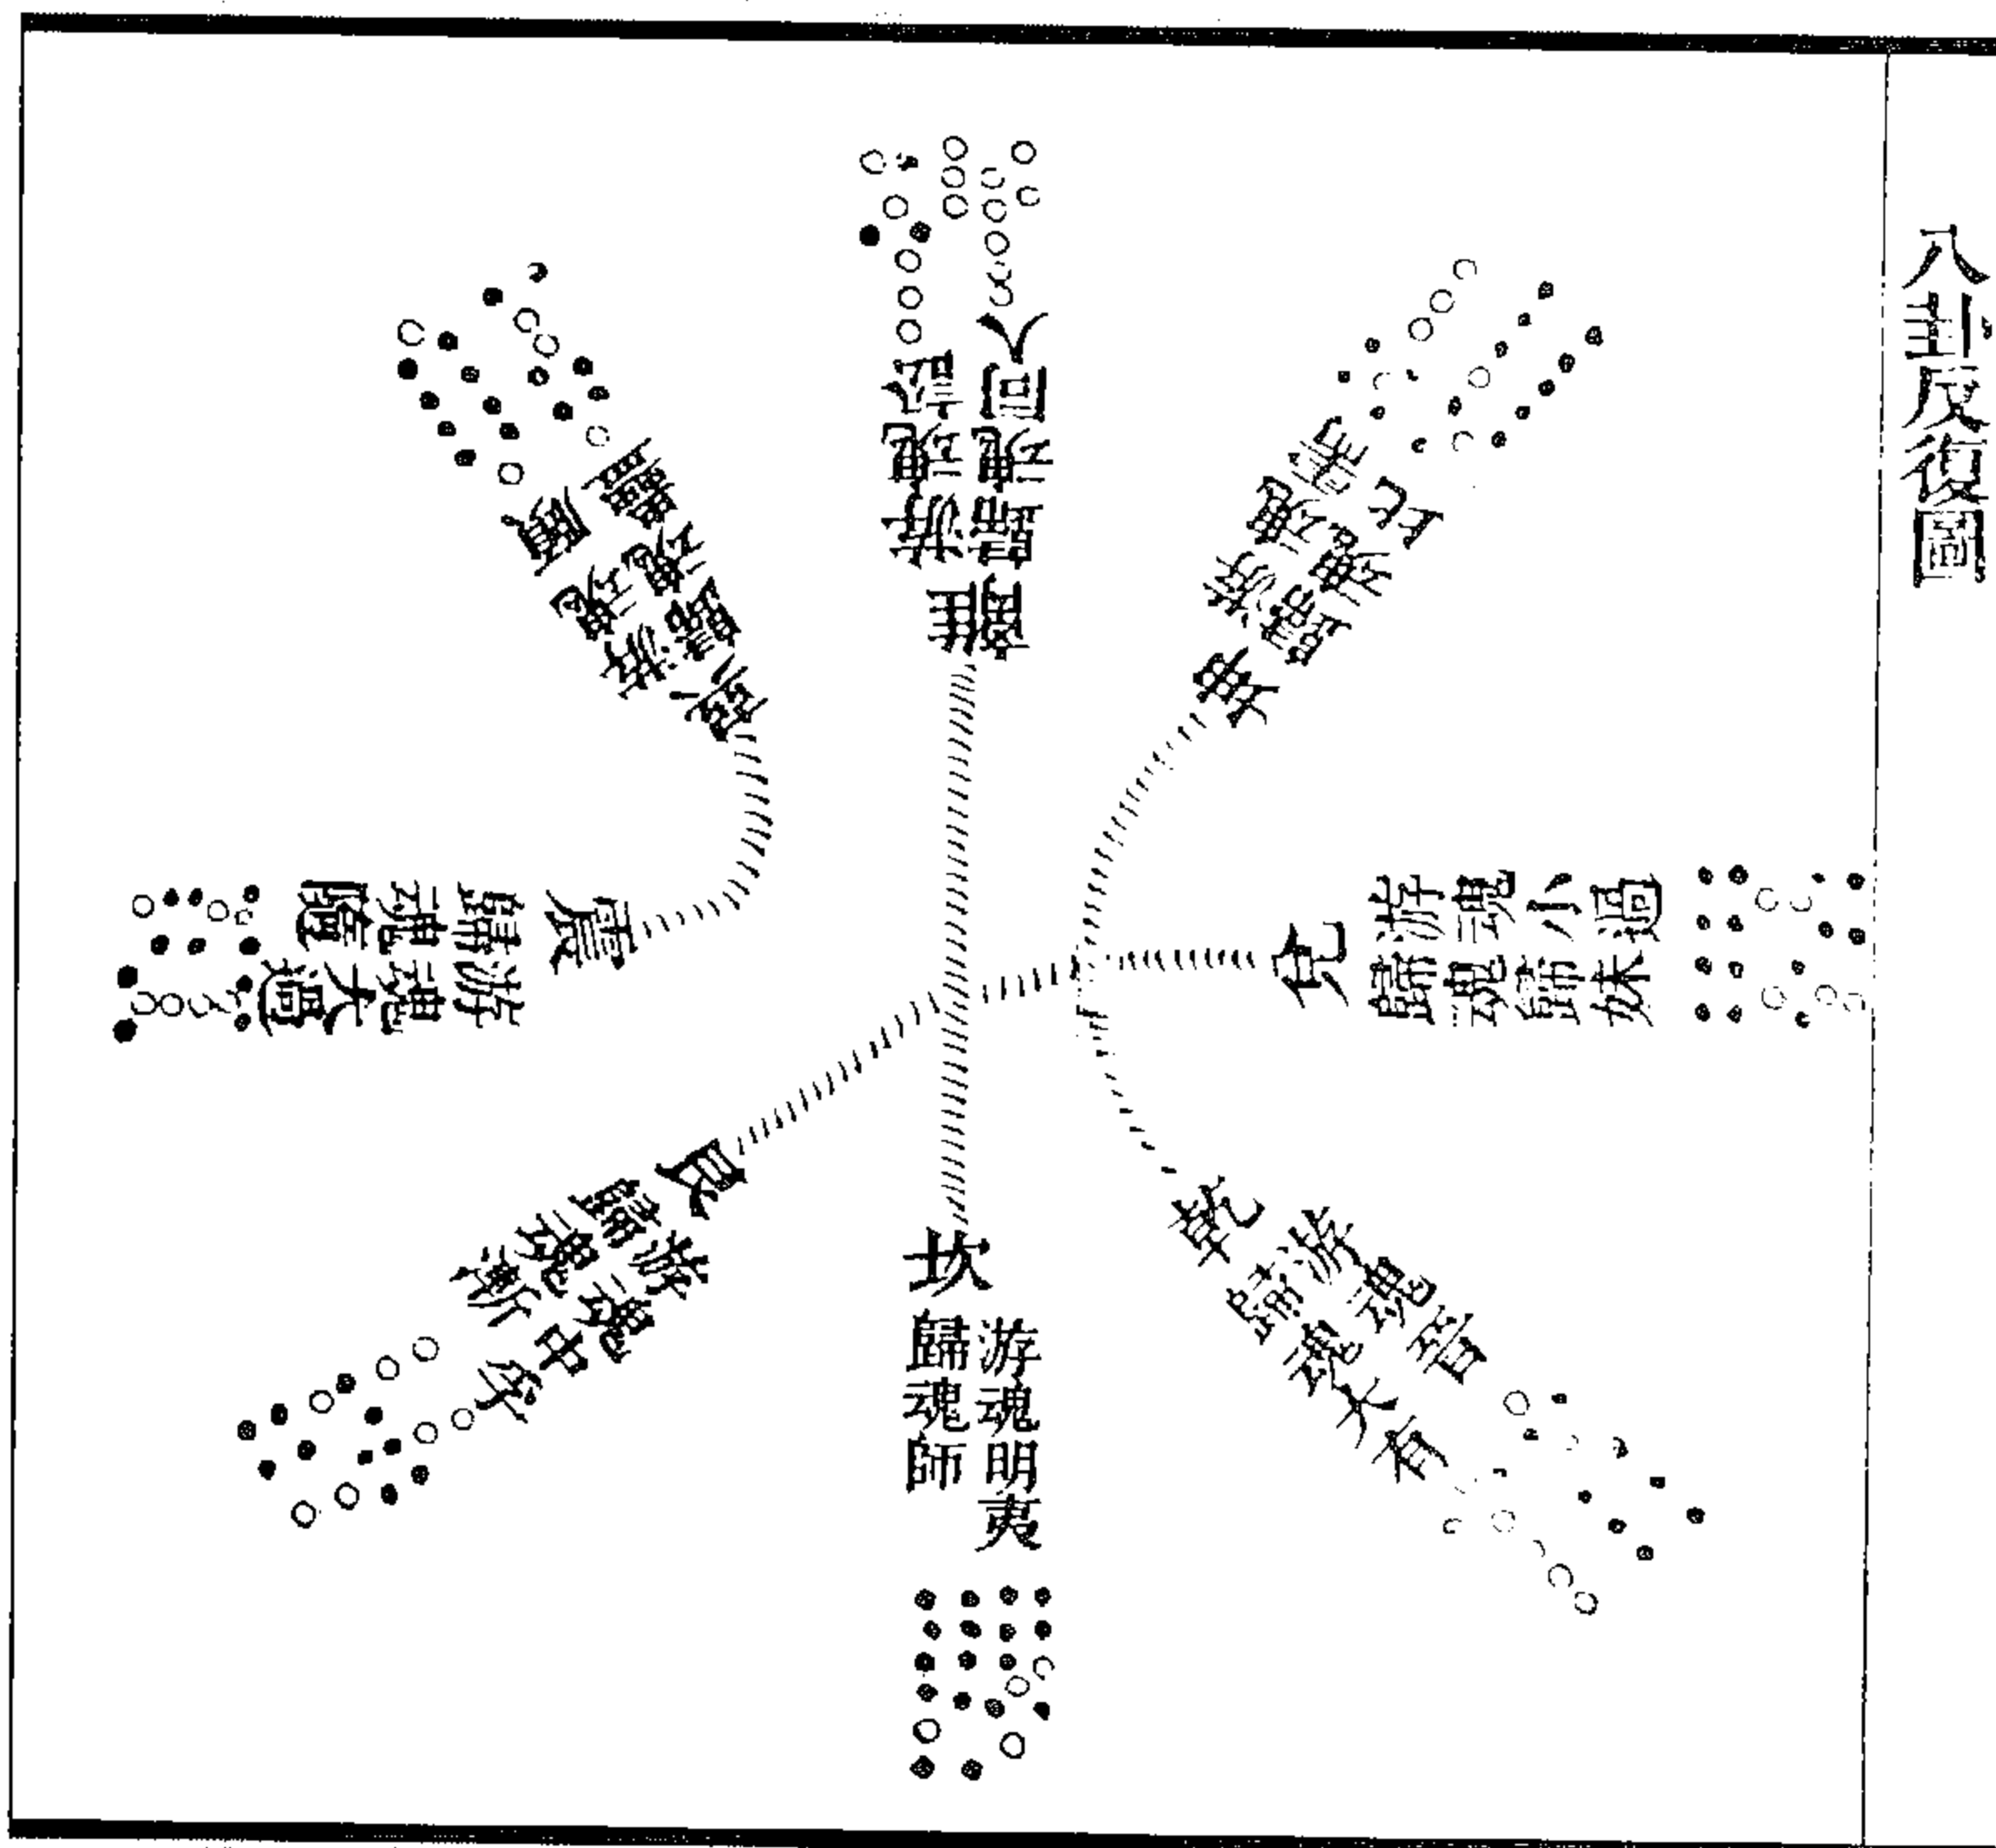 八卦反復圖
離
歸魂同人
游魂訟
坤
游魂需
歸魂比
兌
游魂小過
歸魂歸妹
乾
游魂晉
歸魂大有
坎
游魂明夷
歸魂師
艮
游魂中孚
歸魂漸
震
游魂大過
歸魂隨
巽
游魂頤
歸魂蠱